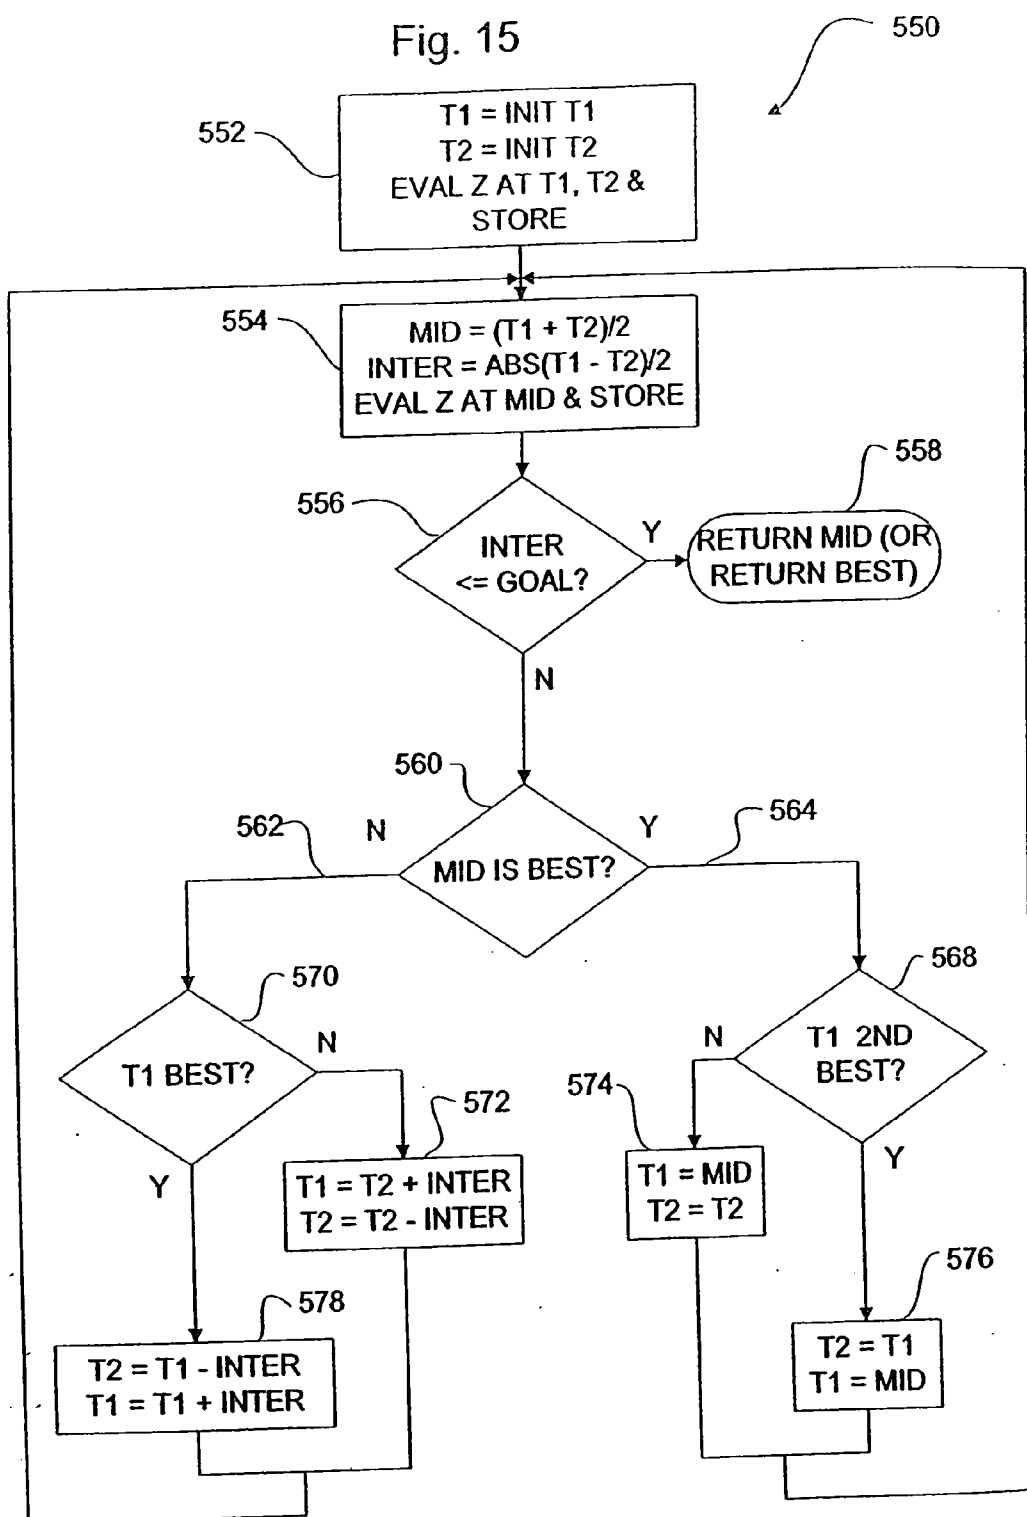 Fig. 15
550
552
T1 = INIT T1
T2 = INIT T2
EVAL Z AT T1, T2 &
STORE
554
MID = (T1 + T2)/2
INTER = ABS(T1 - T2)/2
EVAL Z AT MID & STORE
556
INTER
<= GOAL?
Y
558
RETURN MID (OR
RETURN BEST)
N
560
562
N
MID IS BEST?
Y
564
570
T1 BEST?
N
568
T1 2ND
BEST?
N
572
T1 = T2 + INTER
T2 = T2 - INTER
574
T1 = MID
T2 = T2
Y
Y
578
T2 = T1 - INTER
T1 = T1 + INTER
576
T2 = T1
T1 = MID